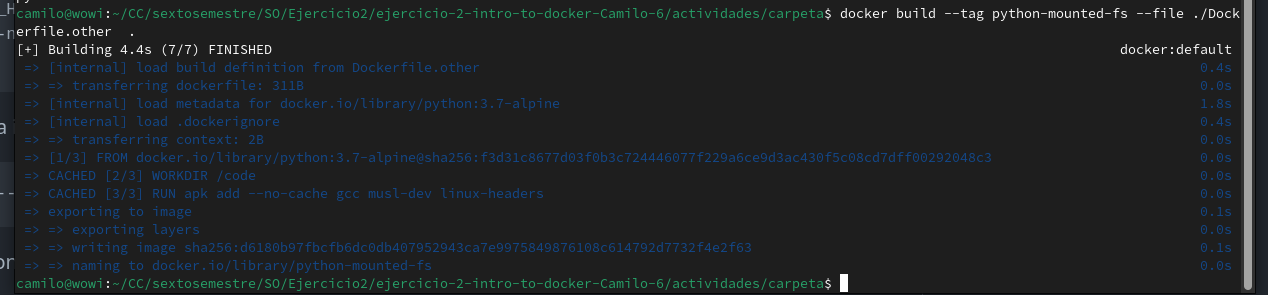 camilo@wowi:~/CC/sextosemestre/SO/Ejercicio2/ejercicio-2-intro-to-docker-Camilo-6/actividades/carpeta$ docker build --tag python-mounted-fs --file ./Dock
erfile.other  .
[+] Building 4.4s (7/7) FINISHED docker:default
=> [internal] load build definition from Dockerfile.other 0.4s
=> => transferring dockerfile: 311B 0.0s
=> [internal] load metadata for docker.io/library/python:3.7-alpine 1.8s
=> [internal] load .dockerignore 0.4s
=> => transferring context: 2B 0.0s
=> [1/3] FROM docker.io/library/python:3.7-alpine@sha256:f3d31c8677d03f0b3c724446077f229a6ce9d3ac430f5c08cd7dff00292048c3 0.0s
=> CACHED [2/3] WORKDIR /code 0.0s
=> CACHED [3/3] RUN apk add --no-cache gcc musl-dev linux-headers 0.0s
=> exporting to image 0.1s
=> => exporting layers 0.0s
=> => writing image sha256:d6180b97fbcfb6dc0db407952943ca7e9975849876108c614792d7732f4e2f63 0.1s
=> => naming to docker.io/library/python-mounted-fs 0.0s
camilo@wowi:~/CC/sextosemestre/SO/Ejercicio2/ejercicio-2-intro-to-docker-Camilo-6/actividades/carpeta$